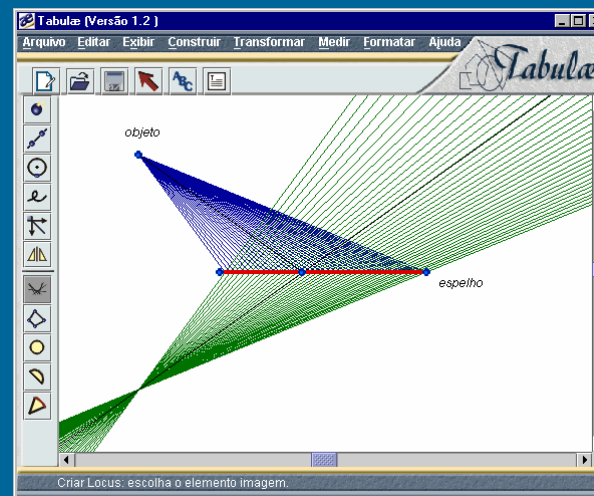 Tabulæ (Versão 1.2 )
Arquivo Editar Exibir Construir Transformar Medir Formatar Ajuda
Tabulæ
ABC
objeto
espelho
Criar Locus: escolha o elemento imagem.